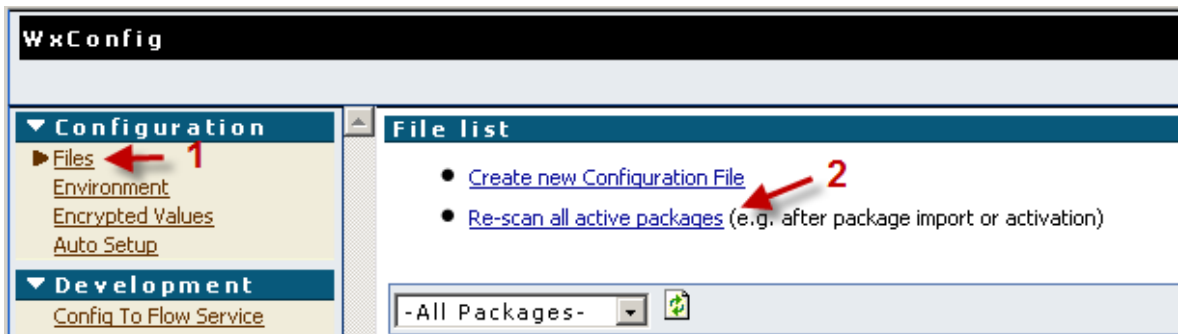 WxConfig
Configuration
Files
1
Environment
Encrypted Values
Auto Setup
Development
Config To Flow Service
File list
Create new Configuration File
2
Re-scan all active packages (e.g. after package import or activation)
-All Packages-